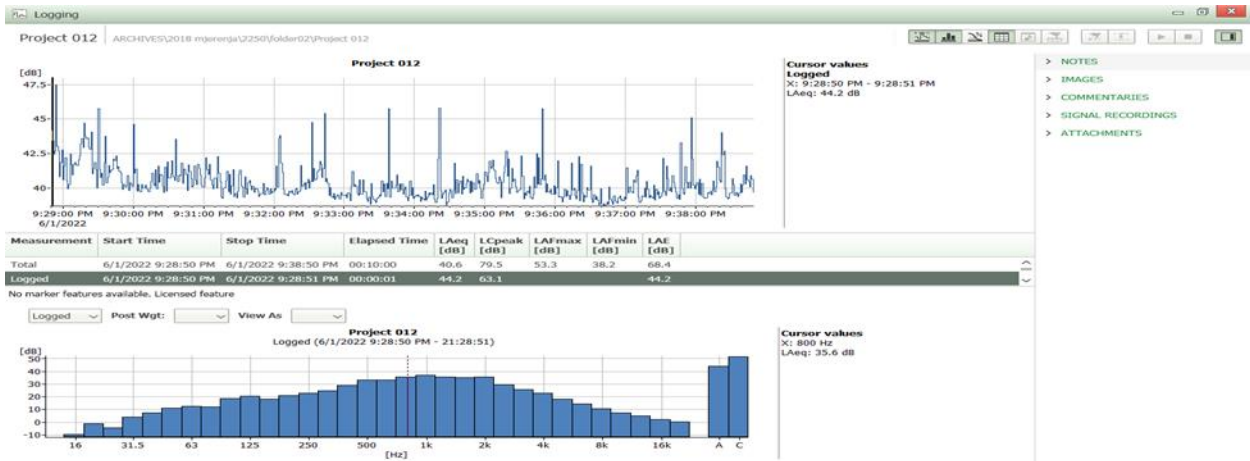 Logging
Project 012 ARCHIVES\2018 mjerenja\2250\folder02\Project 012
Project 012
[dB]
47.5
45
42.5
40
9:29:00 PM 9:30:00 PM 9:31:00 PM 9:32:00 PM 9:33:00 PM 9:34:00 PM 9:35:00 PM 9:36:00 PM 9:37:00 PM 9:38:00 PM
6/1/2022
Cursor values
Logged
X: 9:28:50 PM - 9:28:51 PM
LAeq: 44.2 dB
> NOTES
> IMAGES
> COMMENTARIES
> SIGNAL RECORDINGS
> ATTACHMENTS
Measurement Start Time Stop Time Elapsed Time LAeq [dB] LCpeak [dB] LAFmax [dB] LAFmin [dB] LAE [dB]
Total 6/1/2022 9:28:50 PM 6/1/2022 9:38:50 PM 00:10:00 40.6 79.5 53.3 38.2 68.4
Logged 6/1/2022 9:28:50 PM 6/1/2022 9:28:51 PM 00:00:01 44.2 63.1 44.2
No marker features available. Licensed feature
Logged Post Wgt: View As
Project 012
Logged (6/1/2022 9:28:50 PM - 21:28:51)
[dB]
50
40
30
20
10
0
-10
16 31.5 63 125 250 500 1k 2k 4k 8k 16k A C
[Hz]
Cursor values
X: 800 Hz
LAeq: 35.6 dB